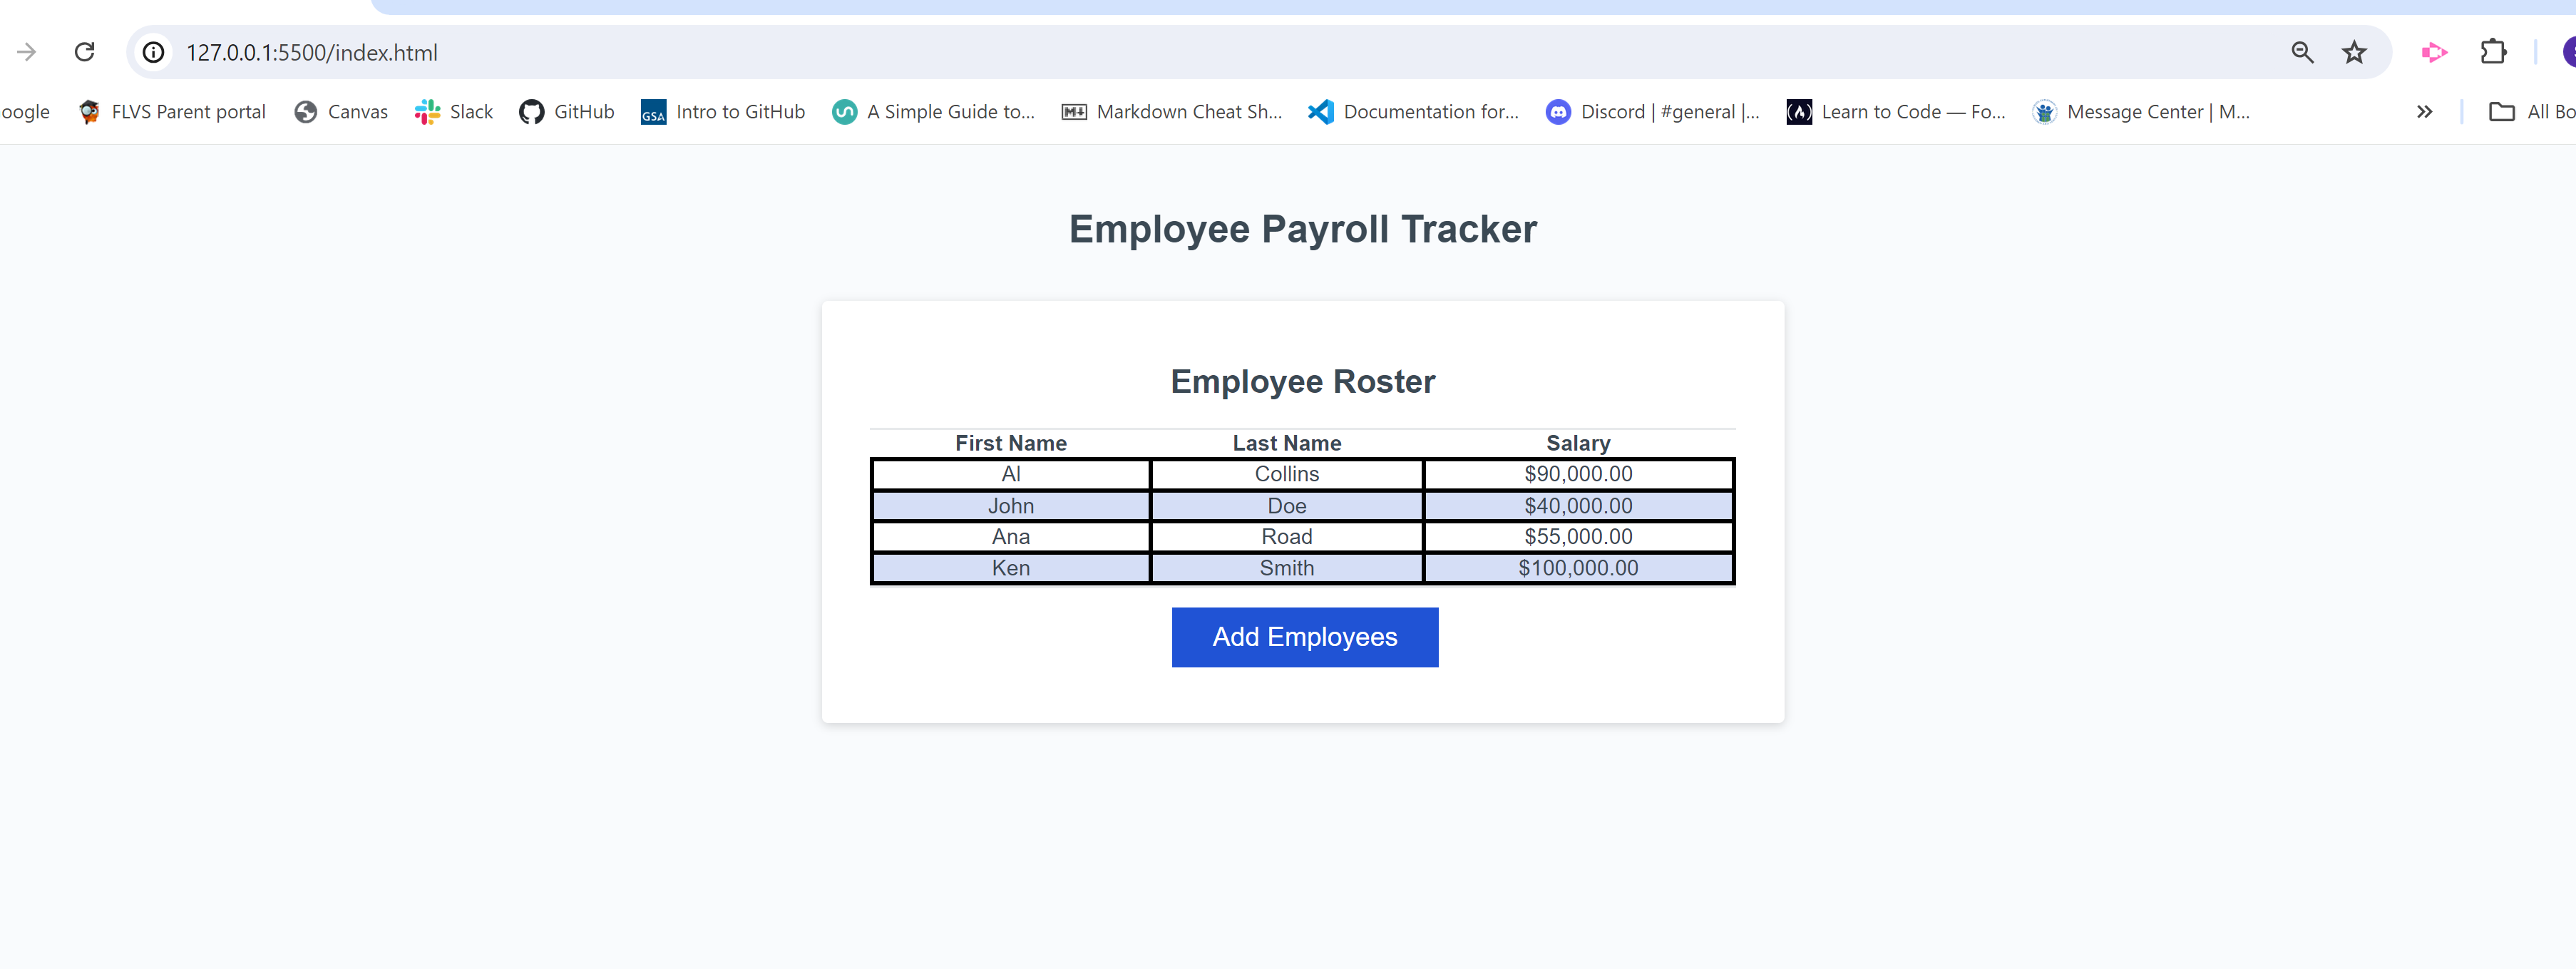 127.0.0.1:5500/index.html
oogle FLVS Parent portal Canvas Slack GitHub GSA Intro to GitHub A Simple Guide to... M Markdown Cheat Sh... Documentation for... Discord | #general |... Learn to Code — Fo... Message Center | M... » All Bo
Employee Payroll Tracker
Employee Roster
First Name Last Name Salary
Al Collins $90,000.00
John Doe $40,000.00
Ana Road $55,000.00
Ken Smith $100,000.00
Add Employees